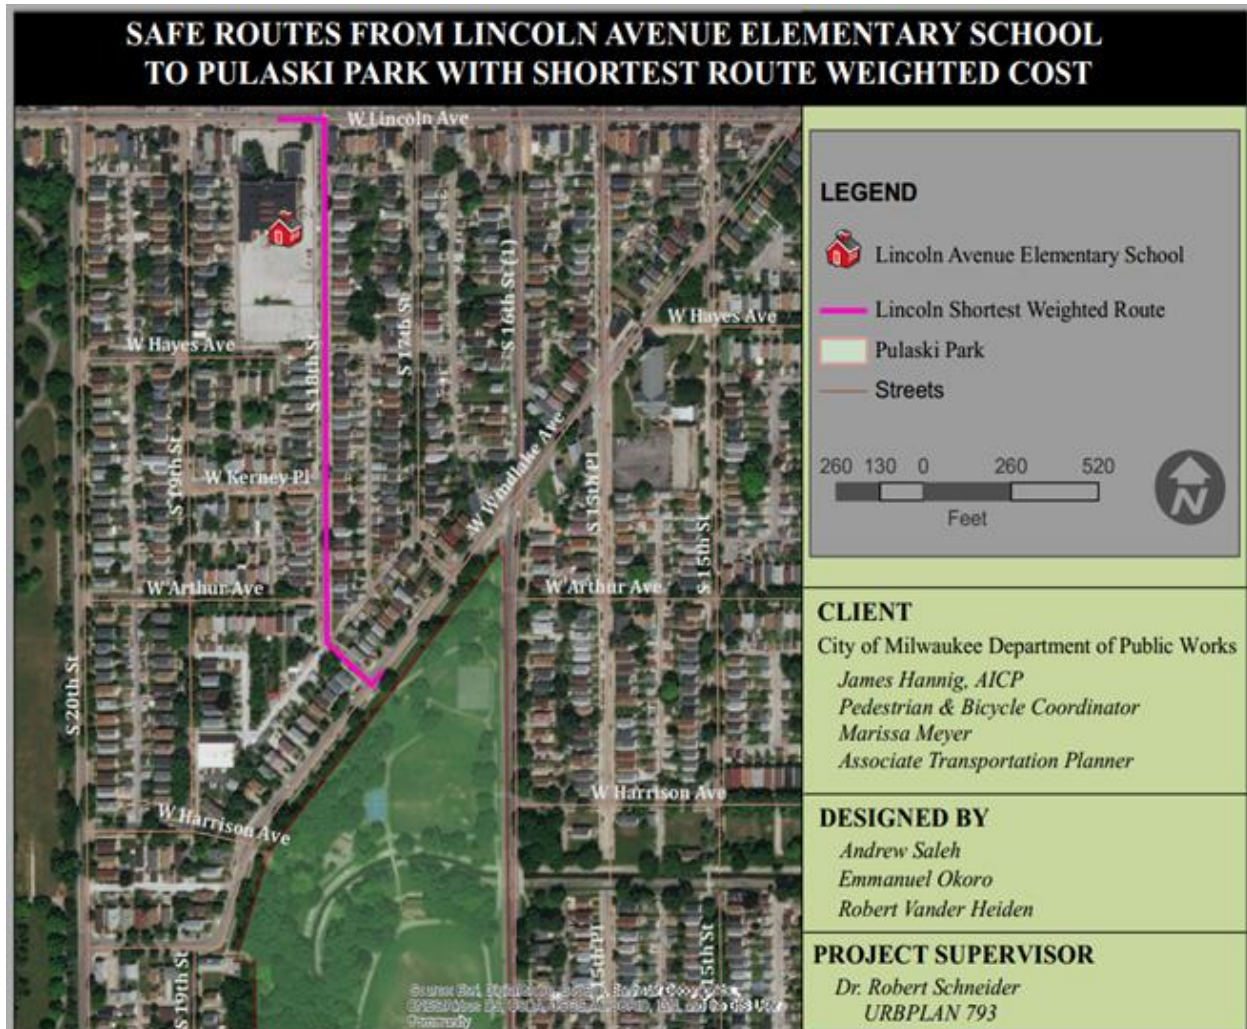 SAFE ROUTES FROM LINCOLN AVENUE ELEMENTARY SCHOOL
TO PULASKI PARK WITH SHORTEST ROUTE WEIGHTED COST
W Lincoln Ave
W Hayes Ave
W Hayes Ave
S 16th St (1)
S 17th St
S 18th St
W Windlake Ave
S 19th St
W Kerney Pl
S 15th Pl
S 15th St
W Arthur Ave
W Arthur Ave
S 20th St
W Harrison Ave
W Harrison Ave
S 19th St
15th Pl
15th St
LEGEND
Lincoln Avenue Elementary School
Lincoln Shortest Weighted Route
Pulaski Park
Streets
260 130 0 260 520
Feet
N
CLIENT
City of Milwaukee Department of Public Works
James Hannig, AICP
Pedestrian & Bicycle Coordinator
Marissa Meyer
Associate Transportation Planner
DESIGNED BY
Andrew Saleh
Emmanuel Okoro
Robert Vander Heiden
PROJECT SUPERVISOR
Dr. Robert Schneider
URBPLAN 793